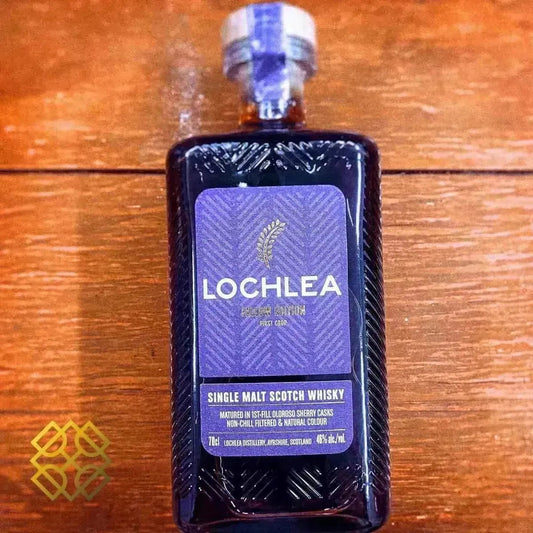 LOCHLEA
FALLOW EDITION
FIRST CROP
SINGLE MALT SCOTCH WHISKY
MATURED IN 1ST-FILL OLOROSO SHERRY CASKS
NON-CHILL FILTERED & NATURAL COLOUR
70cl LOCHLEA DISTILLERY, AYRSHIRE, SCOTLAND 46% alc./vol.